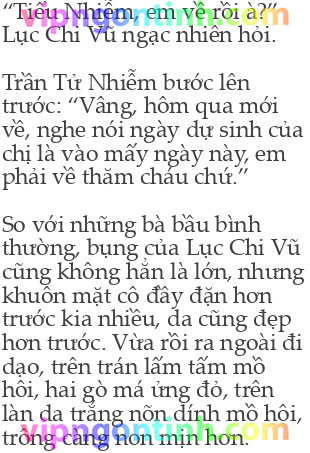 “Tiểu Nhiễm, em về rồi à?”
Lục Chi Vũ ngạc nhiên hỏi.
Trần Tử Nhiễm bước lên
trước: “Vâng, hôm qua mới
về, nghe nói ngày dự sinh của
chị là vào mấy ngày này, em
phải về thăm cháu chứ.”
So với những bà bầu bình
thường, bụng của Lục Chi Vũ
cũng không hẳn là lớn, nhưng
khuôn mặt cô đầy đặn hơn
trước kia nhiều, da cũng đẹp
hơn trước. Vừa rồi ra ngoài đi
dạo, trên trán lấm tấm mồ
hôi, hai gò má ửng đỏ, trên
làn da trắng nõn dính mồ hôi,
trông càng non mịn hơn.
vipngontinh.com
vipngontinh.com